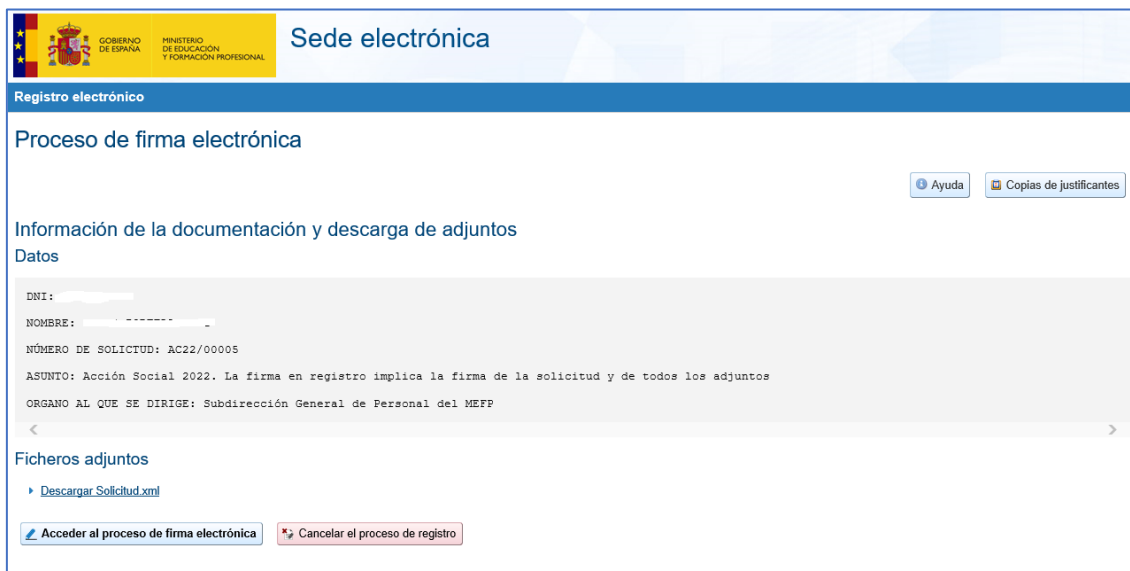 GOBIERNO
DE ESPAÑA
MINISTERIO
DE EDUCACIÓN
Y FORMACIÓN PROFESIONAL
Sede electrónica
Registro electrónico
Proceso de firma electrónica
Ayuda
Copias de justificantes
Información de la documentación y descarga de adjuntos
Datos
DNI:
NOMBRE:
NÚMERO DE SOLICTUD: AC22/00005
ASUNTO: Acción Social 2022. La firma en registro implica la firma de la solicitud y de todos los adjuntos
ORGANO AL QUE SE DIRIGE: Subdirección General de Personal del MEFP
Ficheros adjuntos
Descargar Solicitud.xml
Acceder al proceso de firma electrónica
Cancelar el proceso de registro